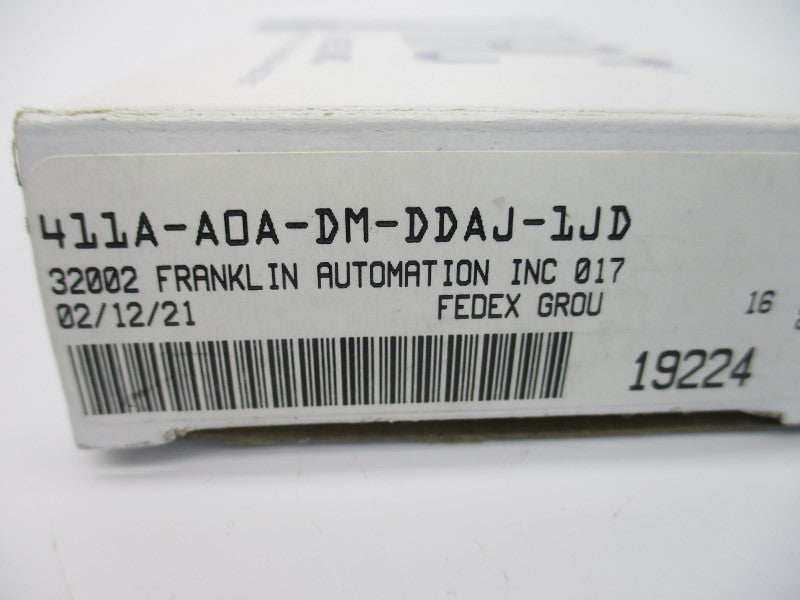 411A-A0A-DM-DDAJ-1JD
32002 FRANKLIN AUTOMATION INC 017
02/12/21 FEDEX GROU 16
19224